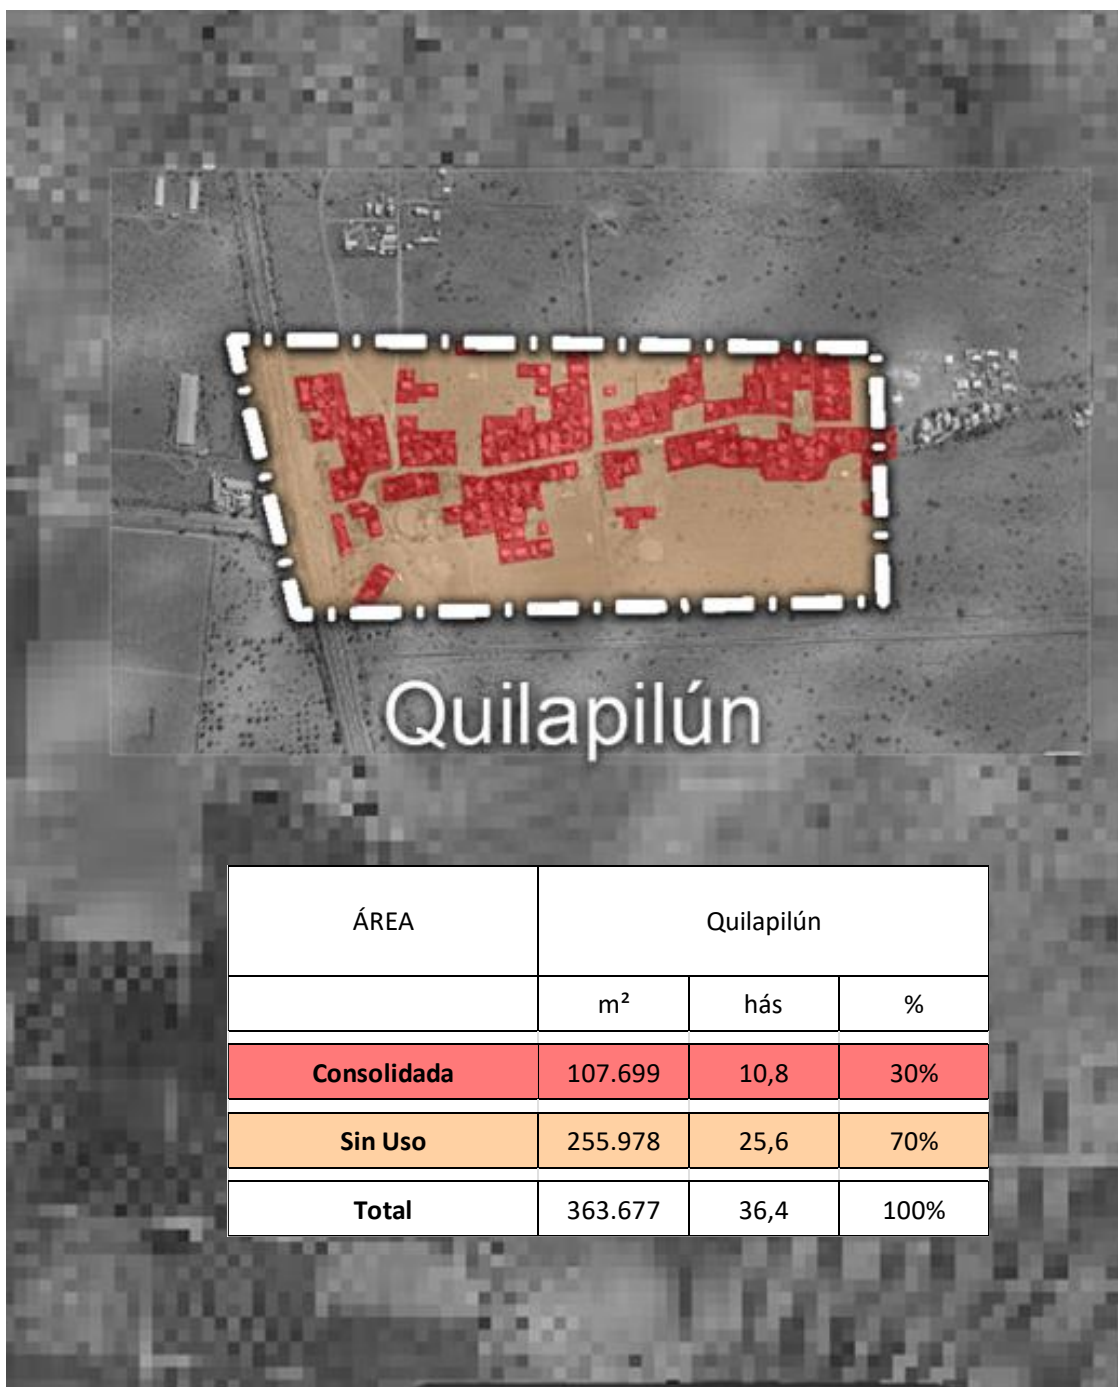 Quilapilún
ÁREA Quilapilún
m² hás %
Consolidada 107.699 10,8 30%
Sin Uso 255.978 25,6 70%
Total 363.677 36,4 100%